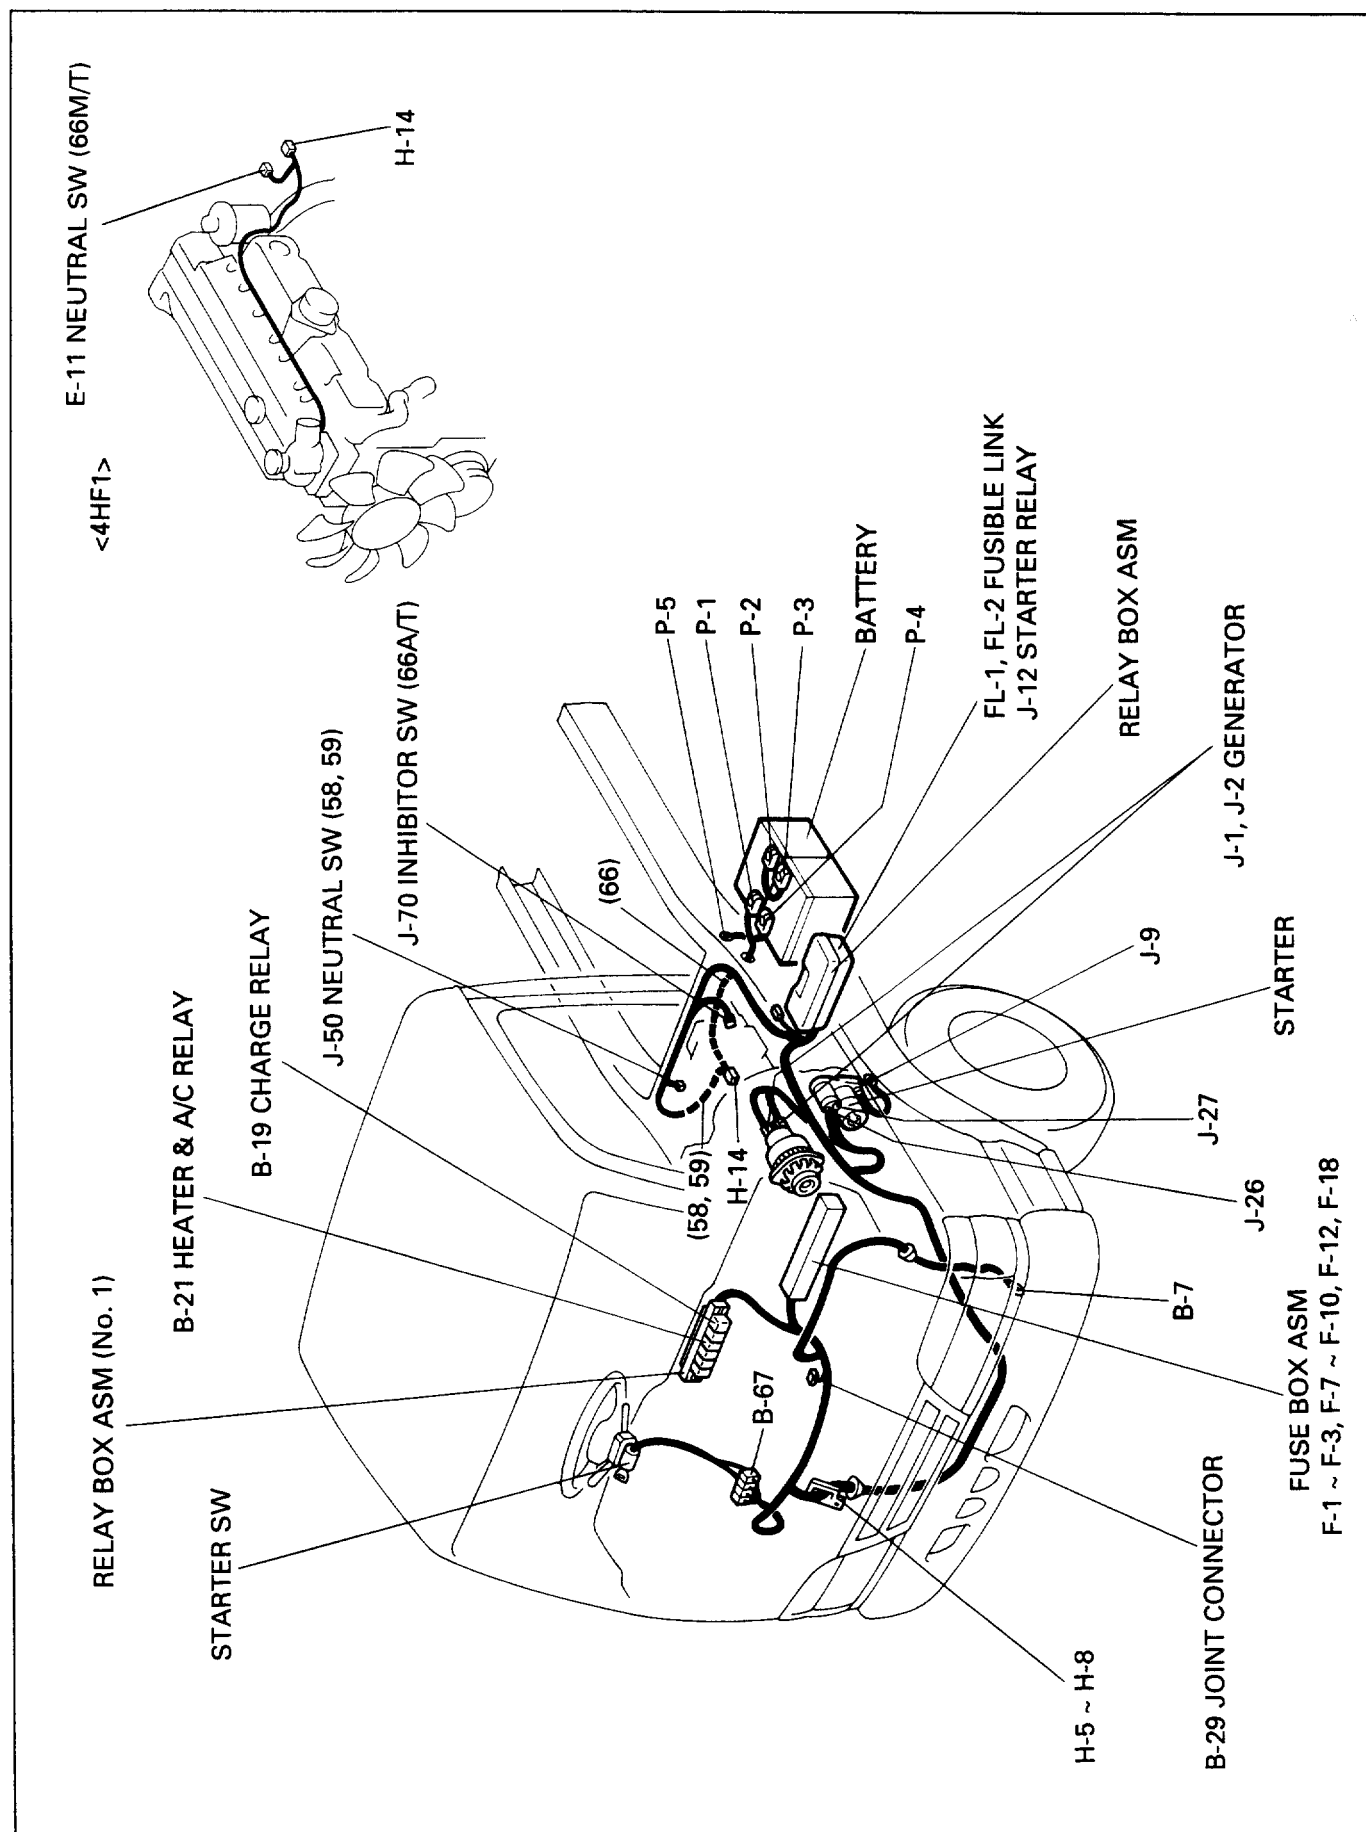 RELAY BOX ASM (No. 1)
B-21 HEATER & A/C RELAY
B-19 CHARGE RELAY
J-50 NEUTRAL SW (58, 59)
J-70 INHIBITOR SW (66A/T)
<4HF1>
E-11 NEUTRAL SW (66M/T)
H-14
STARTER SW
(66)
P-5
P-1
P-2
P-3
BATTERY
P-4
FL-1, FL-2 FUSIBLE LINK
J-12 STARTER RELAY
RELAY BOX ASM
J-1, J-2 GENERATOR
(58, 59)
H-14
B-67
J-9
STARTER
J-27
J-26
B-7
FUSE BOX ASM
F-1 ~ F-3, F-7 ~ F-10, F-12, F-18
B-29 JOINT CONNECTOR
H-5 ~ H-8